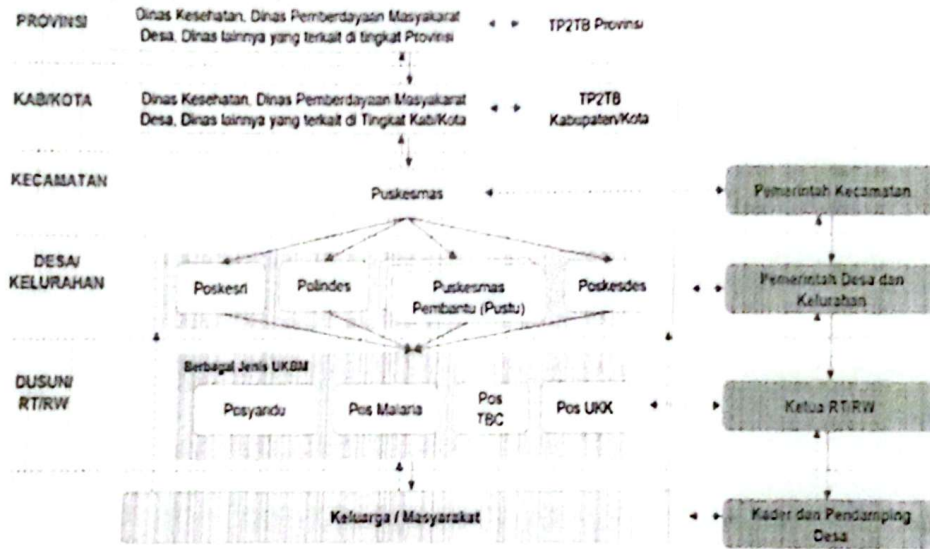 PROVINSI
Dinas Kesehatan, Dinas Pemberdayaan Masyakarat
Desa, Dinas lainnya yang terkait di tingkat Provinsi
TP2TB Provinsi
KAB/KOTA
Dinas Kesehatan, Dinas Pemberdayaan Masyakarat
Desa, Dinas lainnya yang terkait di Tingkat Kab/Kota
TP2TB
Kabupaten/Kota
KECAMATAN
Puskesmas
Pemerintah Kecamatan
DESA/
KELURAHAN
Poskesri
Polindes
Puskesmas
Pembantu (Pustu)
Poskesdes
Pemerintah Desa dan
Kelurahan
DUSUN/
RT/RW
Berbagai Jenis UKBM
Posyandu
Pos Malaria
Pos
TBC
Pos UKK
Ketua RT/RW
Keluarga / Masyarakat
Kader dan Pendamping
Desa